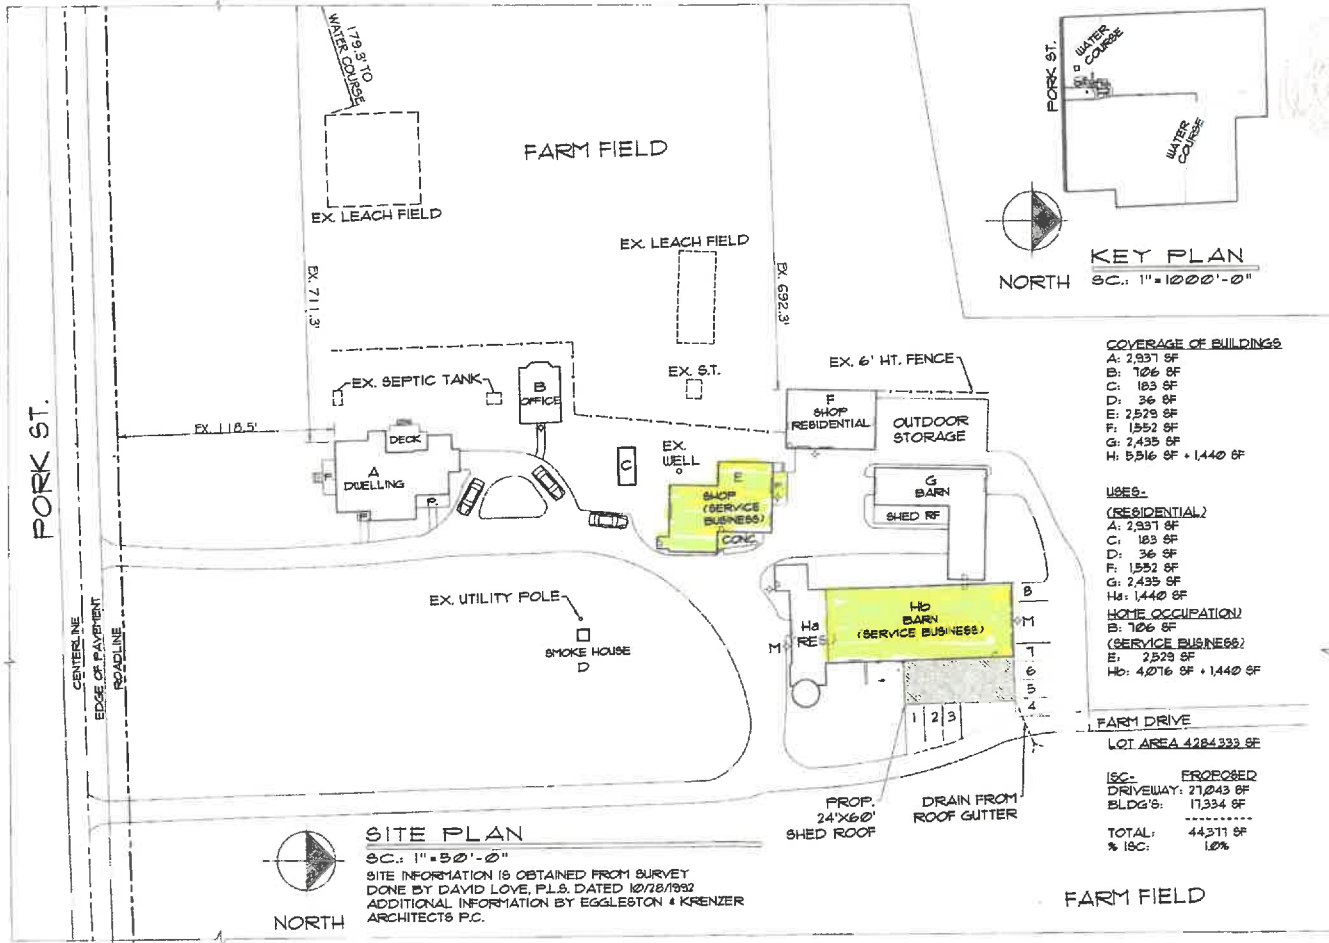 179.3' TO
WATER COURSE
FARM FIELD
EX. LEACH FIELD
EX. LEACH FIELD
EX. 711.3'
EX. 692.3'
PORK ST.
WATER
COURSE
WATER
COURSE
NORTH
KEY PLAN
SC.: 1"=1000'-0"
EX. SEPTIC TANK
B
OFFICE
EX. S.T.
EX. 6' HT. FENCE
F
SHOP
RESIDENTIAL
OUTDOOR
STORAGE
EX. 118.5'
DECK
A
DWELLING
P
P.
P
C
EX.
WELL
E
SHOP
(SERVICE
BUSINESS)
P
CONC.
G
BARN
SHED RF
PORK ST.
CENTERLINE
EDGE OF PAVEMENT
ROADLINE
EX. UTILITY POLE
SMOKE HOUSE
D
Ha
RES.
M
Hb
BARN
(SERVICE BUSINESS)
M
8
7
6
5
4
1 2 3
PROP.
24'X60'
SHED ROOF
DRAIN FROM
ROOF GUTTER
FARM DRIVE
COVERAGE OF BUILDINGS
A: 2,937 SF
B: 706 SF
C: 183 SF
D: 36 SF
E: 2,529 SF
F: 1,552 SF
G: 2,435 SF
H: 5,516 SF + 1,440 SF
USES-
(RESIDENTIAL)
A: 2,937 SF
C: 183 SF
D: 36 SF
F: 1,552 SF
G: 2,435 SF
Ha: 1,440 SF
HOME OCCUPATION)
B: 706 SF
(SERVICE BUSINESS)
E: 2,529 SF
Hb: 4,076 SF + 1,440 SF
LOT AREA 4284333 SF
ISC- PROPOSED
DRIVEWAY: 27,043 SF
BLDG'S: 17,334 SF
----------
TOTAL: 44,377 SF
% ISC: 1.0%
FARM FIELD
NORTH
SITE PLAN
SC.: 1"=50'-0"
SITE INFORMATION IS OBTAINED FROM SURVEY
DONE BY DAVID LOVE, P.L.S. DATED 10/28/1992
ADDITIONAL INFORMATION BY EGGLESTON & KRENZER
ARCHITECTS P.C.